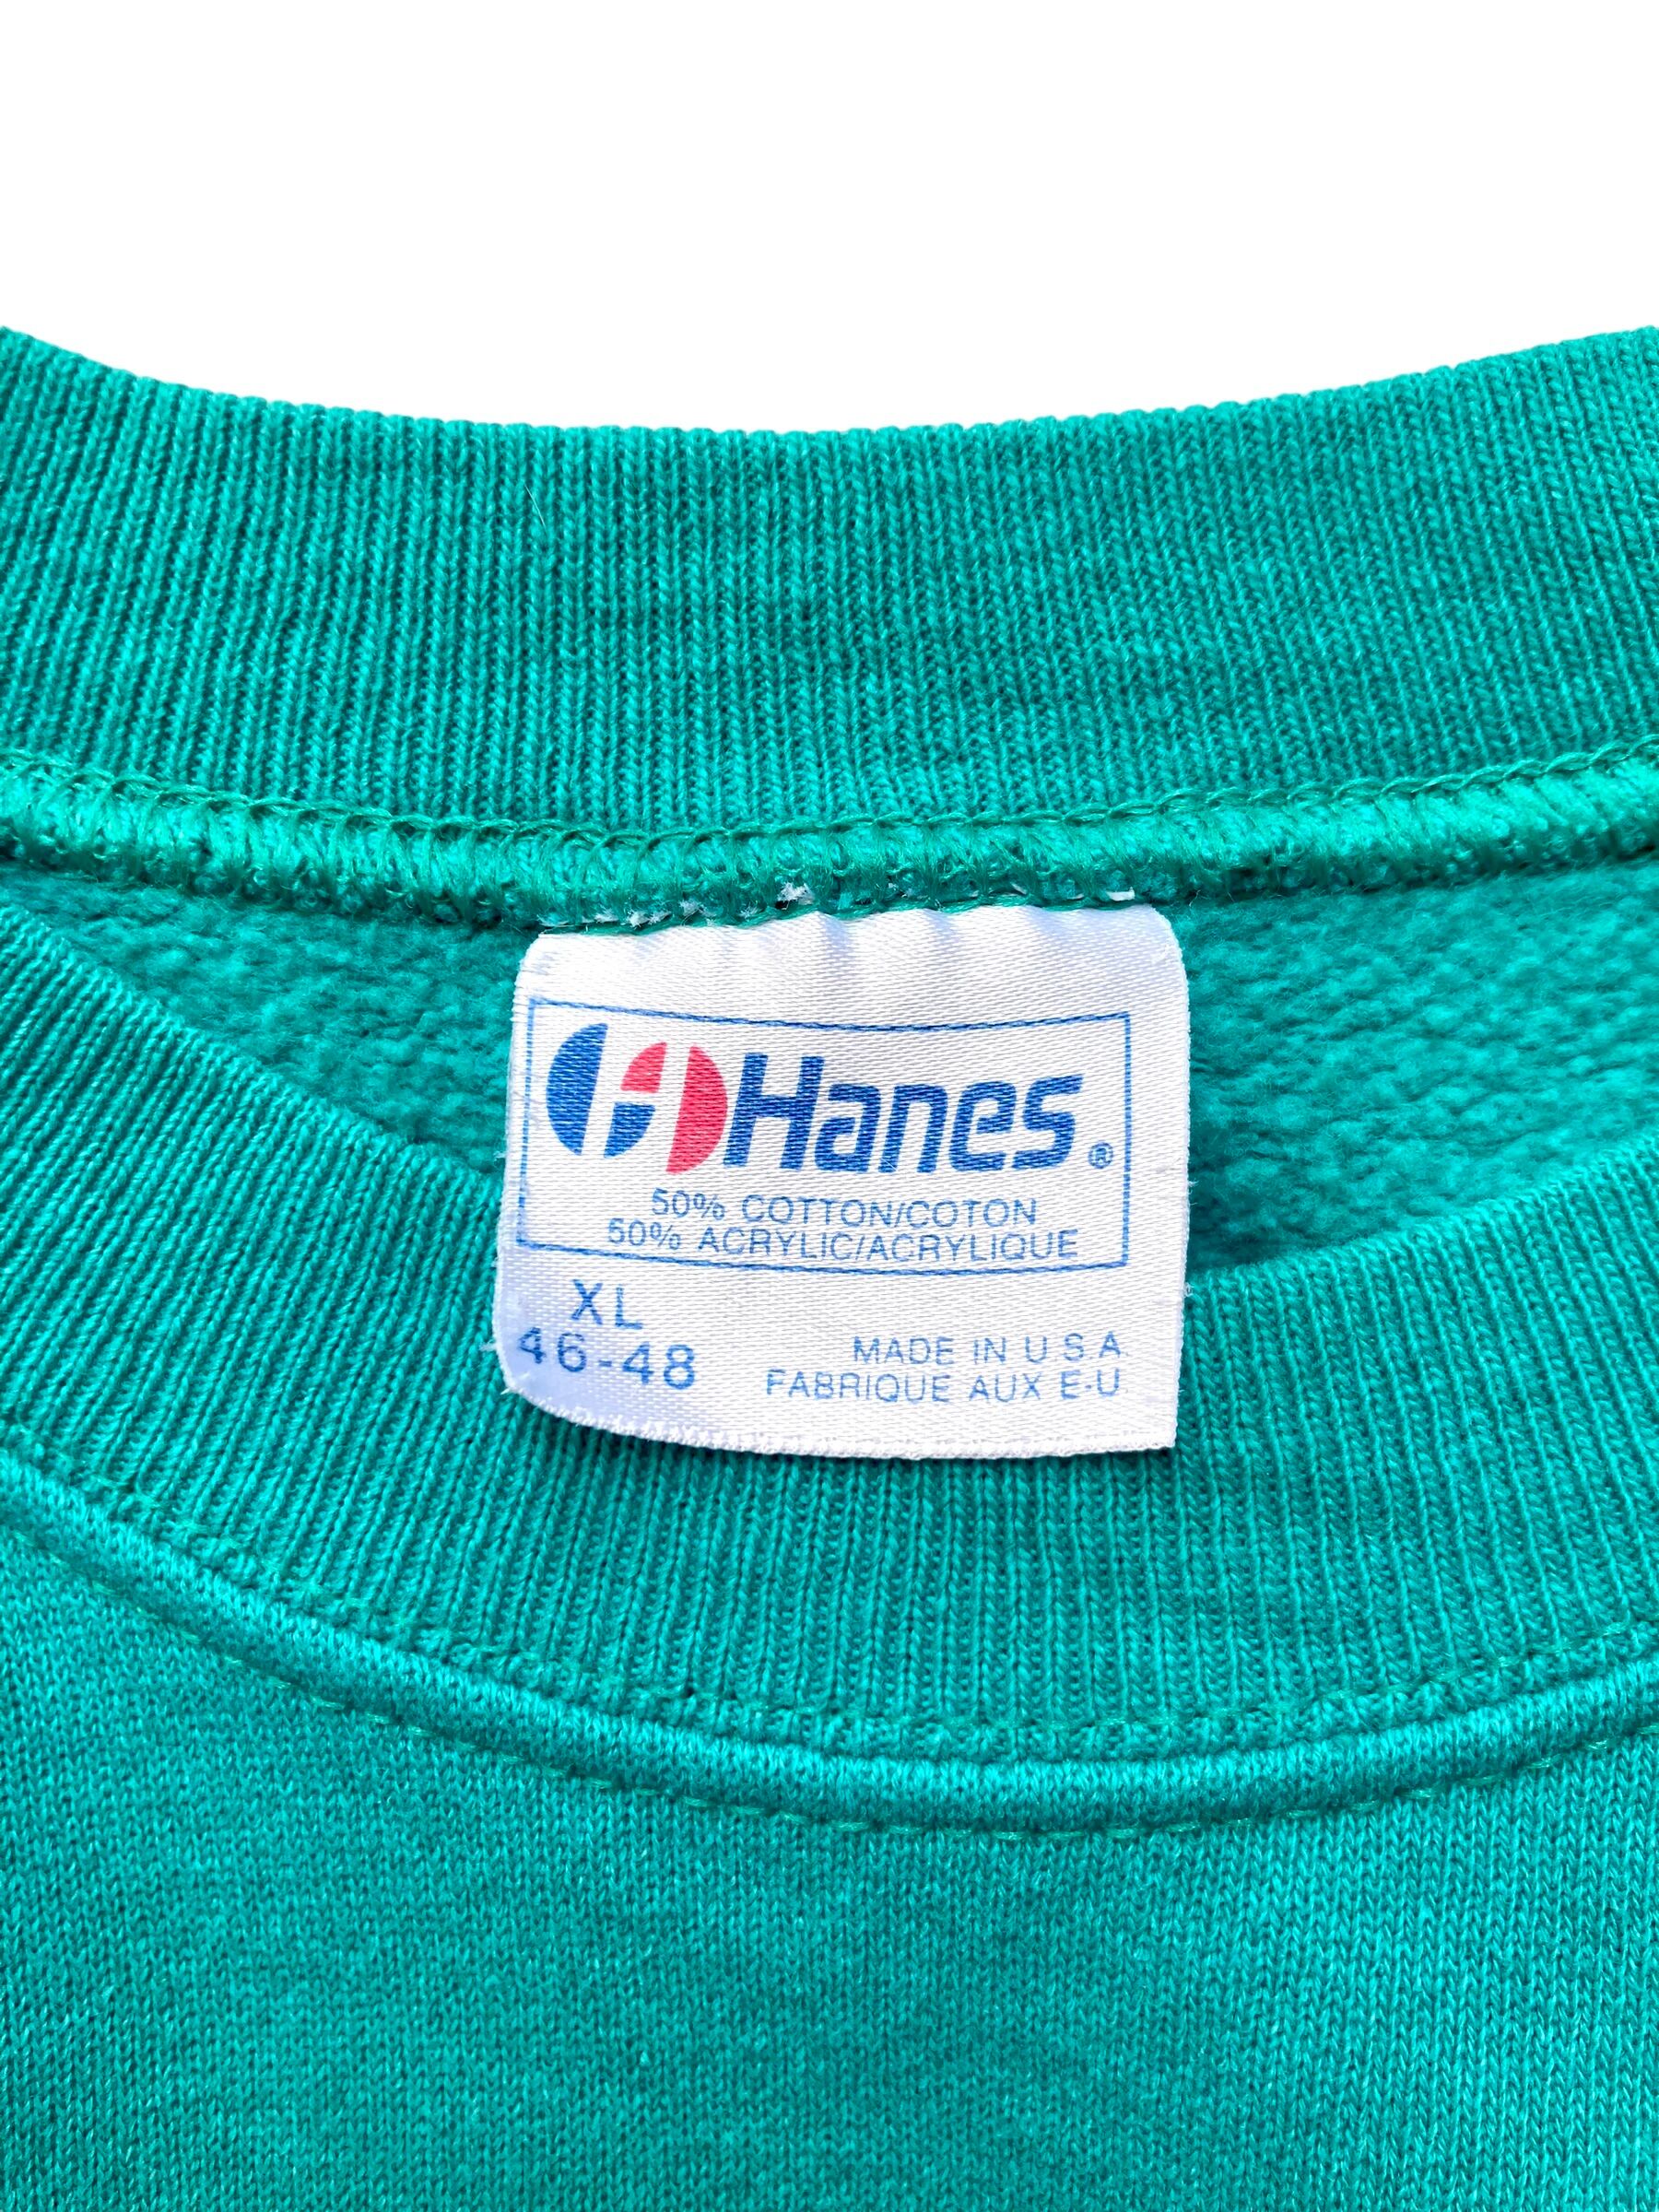 Hanes®
50% COTTON/COTON
50% ACRYLIC/ACRYLIQUE
XL
46-48
MADE IN U.S.A.
FABRIQUE AUX E-U